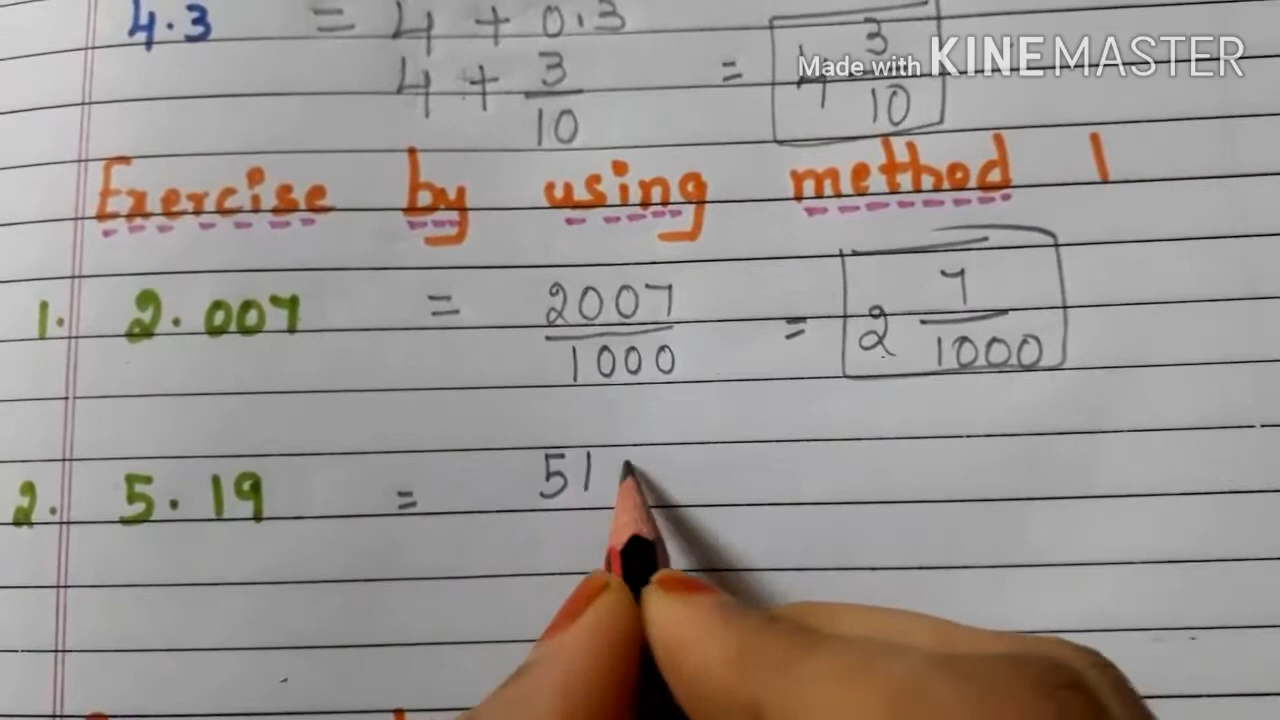 4.3 = 4 + 0.3
4 + 3/10 = 4 3/10
Made with KINEMASTER
Exercise by using method 1
1. 2.007 = 2007/1000 = 2 7/1000
2. 5.19 = 51